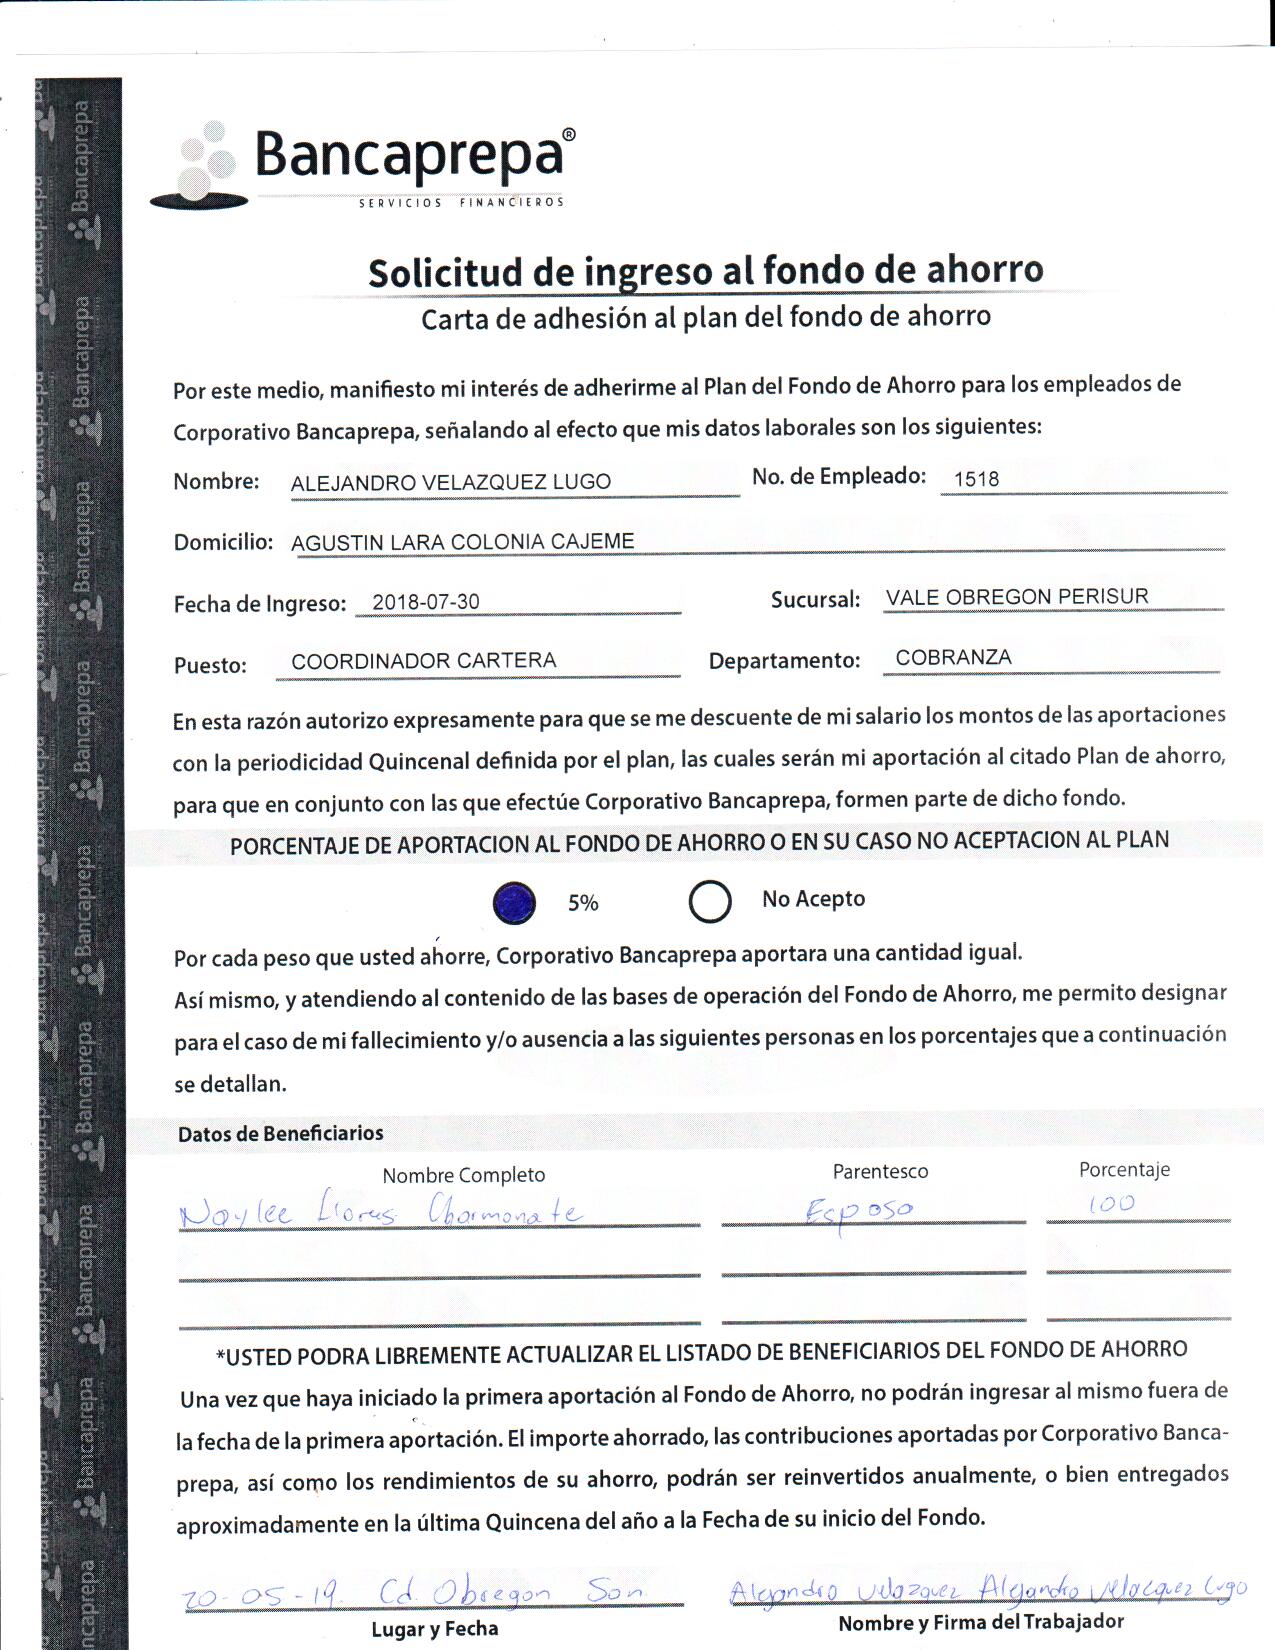 Bancaprepa®
SERVICIOS FINANCIEROS
Solicitud de ingreso al fondo de ahorro
Carta de adhesión al plan del fondo de ahorro
Por este medio, manifiesto mi interés de adherirme al Plan del Fondo de Ahorro para los empleados de
Corporativo Bancaprepa, señalando al efecto que mis datos laborales son los siguientes:
Nombre: ALEJANDRO VELAZQUEZ LUGO No. de Empleado: 1518
Domicilio: AGUSTIN LARA COLONIA CAJEME
Fecha de Ingreso: 2018-07-30 Sucursal: VALE OBREGON PERISUR
Puesto: COORDINADOR CARTERA Departamento: COBRANZA
En esta razón autorizo expresamente para que se me descuente de mi salario los montos de las aportaciones
con la periodicidad Quincenal definida por el plan, las cuales serán mi aportación al citado Plan de ahorro,
para que en conjunto con las que efectúe Corporativo Bancaprepa, formen parte de dicho fondo.
PORCENTAJE DE APORTACION AL FONDO DE AHORRO O EN SU CASO NO ACEPTACION AL PLAN
5% No Acepto
Por cada peso que usted ahorre, Corporativo Bancaprepa aportara una cantidad igual.
Así mismo, y atendiendo al contenido de las bases de operación del Fondo de Ahorro, me permito designar
para el caso de mi fallecimiento y/o ausencia a las siguientes personas en los porcentajes que a continuación
se detallan.
Datos de Beneficiarios
Nombre Completo Parentesco Porcentaje
Naylee Esposa 100
*USTED PODRA LIBREMENTE ACTUALIZAR EL LISTADO DE BENEFICIARIOS DEL FONDO DE AHORRO
Una vez que haya iniciado la primera aportación al Fondo de Ahorro, no podrán ingresar al mismo fuera de
la fecha de la primera aportación. El importe ahorrado, las contribuciones aportadas por Corporativo Banca-
prepa, así como los rendimientos de su ahorro, podrán ser reinvertidos anualmente, o bien entregados
aproximadamente en la última Quincena del año a la Fecha de su inicio del Fondo.
20-05-19. Cd. Obregon Son. Alejandro Velazquez Alejandro Velazquez Lugo
Lugar y Fecha Nombre y Firma del Trabajador